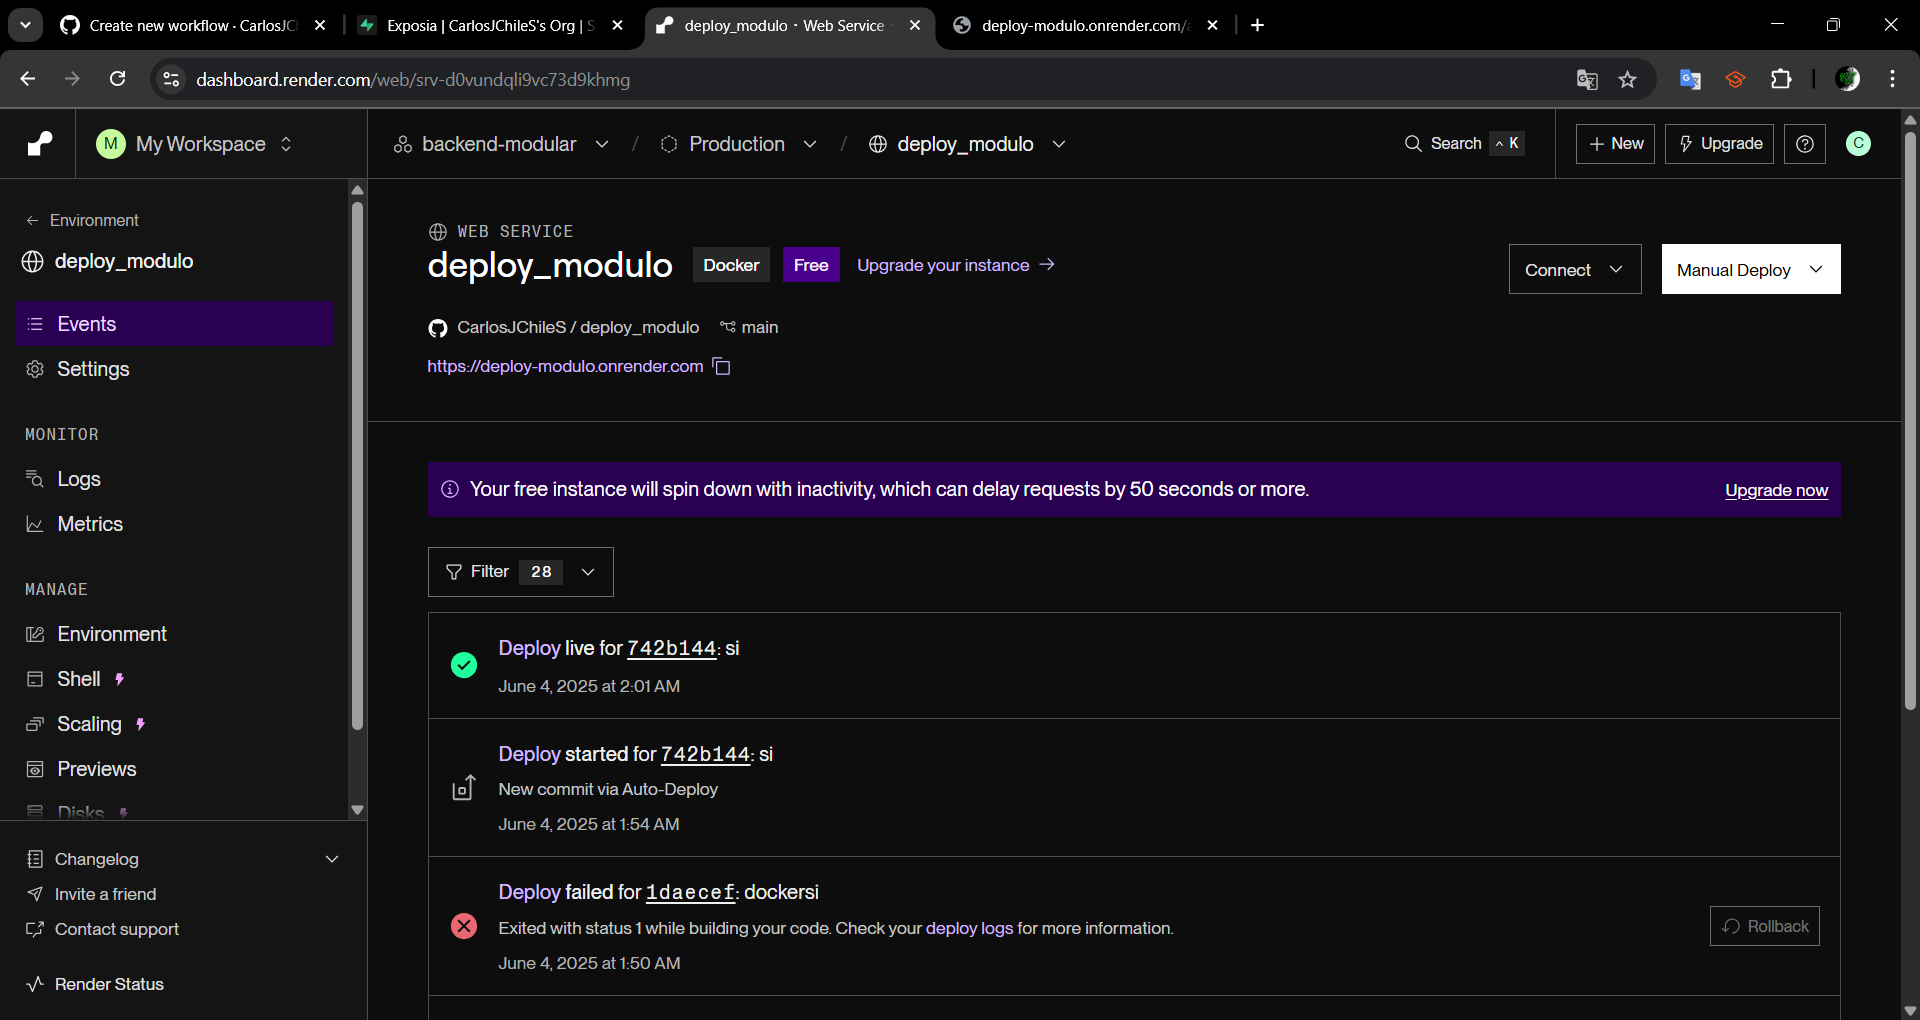 Create new workflow · CarlosJC
Exposia | CarlosJChileS's Org | S
deploy_modulo · Web Service
deploy-modulo.onrender.com/a
dashboard.render.com/web/srv-d0vundqli9vc73d9khmg
M My Workspace
backend-modular / Production / deploy_modulo
Search ^ K
+ New
Upgrade
C
← Environment
deploy_modulo
Events
Settings
MONITOR
Logs
Metrics
MANAGE
Environment
Shell
Scaling
Previews
Disks
Changelog
Invite a friend
Contact support
Render Status
WEB SERVICE
deploy_modulo Docker Free Upgrade your instance →
Connect
Manual Deploy
CarlosJChileS / deploy_modulo main
https://deploy-modulo.onrender.com
Your free instance will spin down with inactivity, which can delay requests by 50 seconds or more.
Upgrade now
Filter 28
Deploy live for 742b144: si
June 4, 2025 at 2:01 AM
Deploy started for 742b144: si
New commit via Auto-Deploy
June 4, 2025 at 1:54 AM
Deploy failed for 1daecef: dockersi
Exited with status 1 while building your code. Check your deploy logs for more information.
June 4, 2025 at 1:50 AM
Rollback